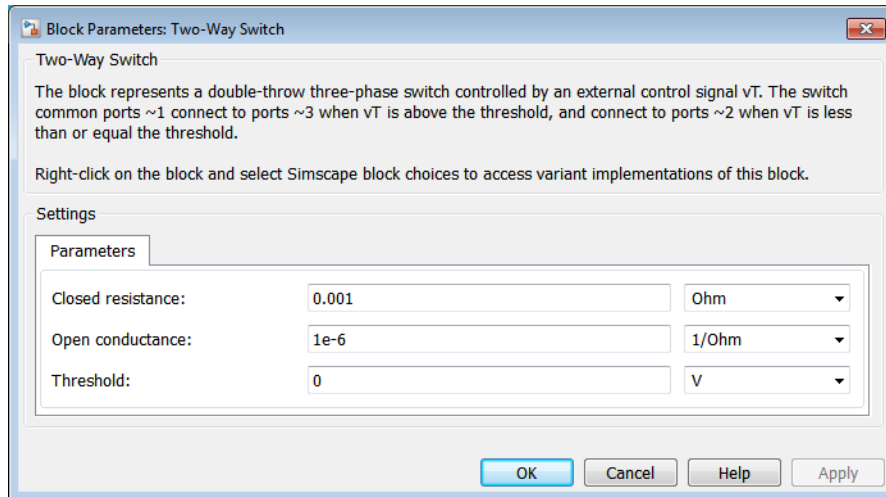 Block Parameters: Two-Way Switch
Two-Way Switch
The block represents a double-throw three-phase switch controlled by an external control signal vT. The switch
common ports ~1 connect to ports ~3 when vT is above the threshold, and connect to ports ~2 when vT is less
than or equal the threshold.
Right-click on the block and select Simscape block choices to access variant implementations of this block.
Settings
Parameters
Closed resistance: 0.001 Ohm
Open conductance: 1e-6 1/Ohm
Threshold: 0 V
OK Cancel Help Apply